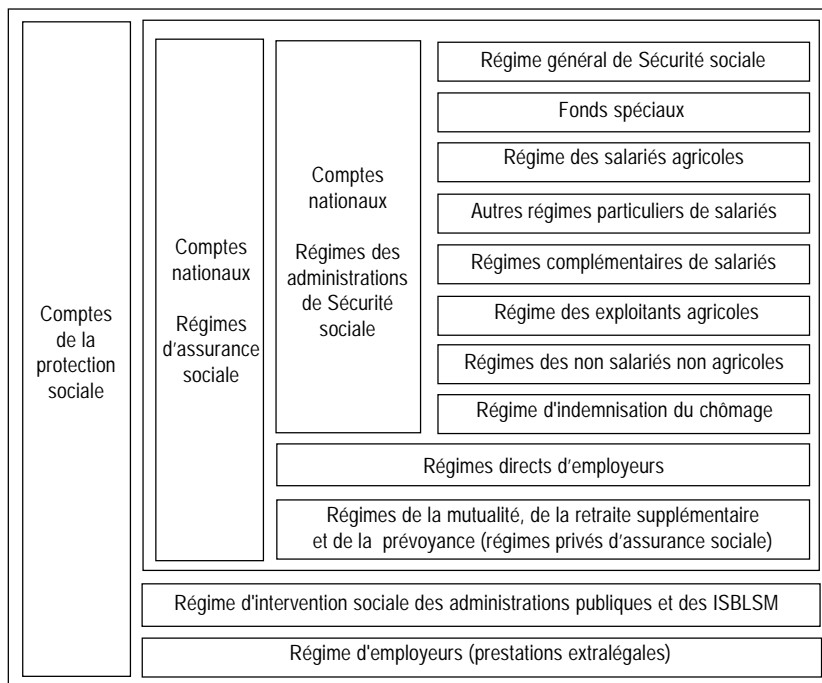 Comptes
de la
protection
sociale
Comptes
nationaux
Régimes
d'assurance
sociale
Comptes
nationaux
Régimes des
administrations
de Sécurité
sociale
Régime général de Sécurité sociale
Fonds spéciaux
Régime des salariés agricoles
Autres régimes particuliers de salariés
Régimes complémentaires de salariés
Régime des exploitants agricoles
Régimes des non salariés non agricoles
Régime d'indemnisation du chômage
Régimes directs d’employeurs
Régimes de la mutualité, de la retraite supplémentaire
et de la prévoyance (régimes privés d’assurance sociale)
Régime d'intervention sociale des administrations publiques et des ISBLSM
Régime d'employeurs (prestations extralégales)